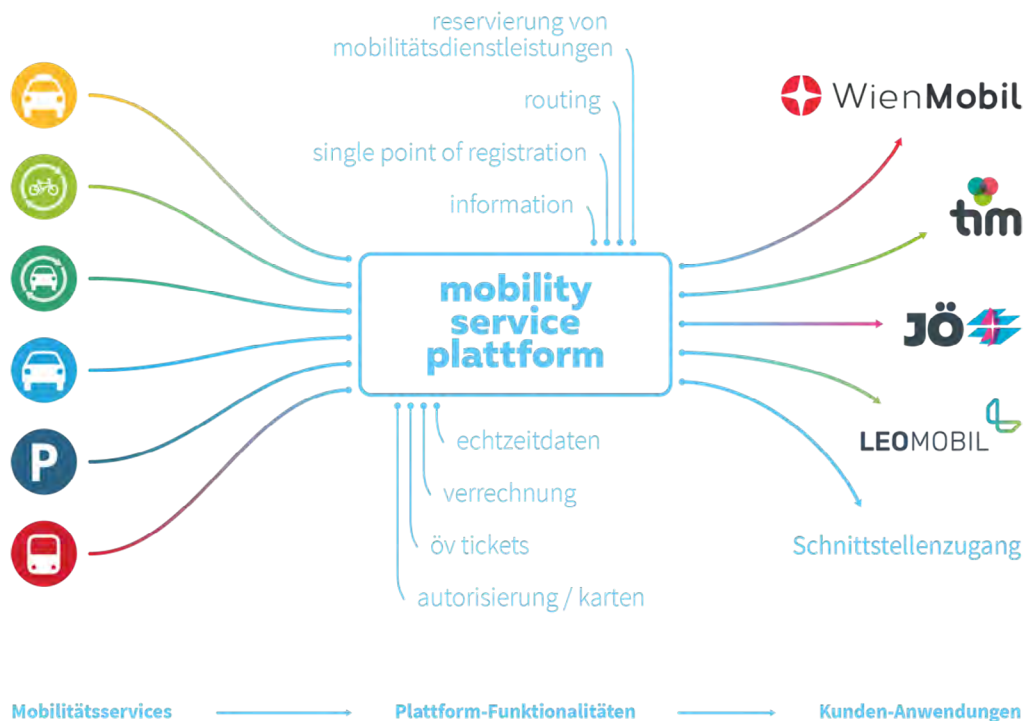 reservierung von
mobilitätsdienstleistungen
routing
single point of registration
information
mobility
service
plattform
echtzeitdaten
verrechnung
öv tickets
autorisierung / karten
P
WienMobil
tim
JÖ
LEOMOBIL
Schnittstellenzugang
Mobilitätsservices
Plattform-Funktionalitäten
Kunden-Anwendungen